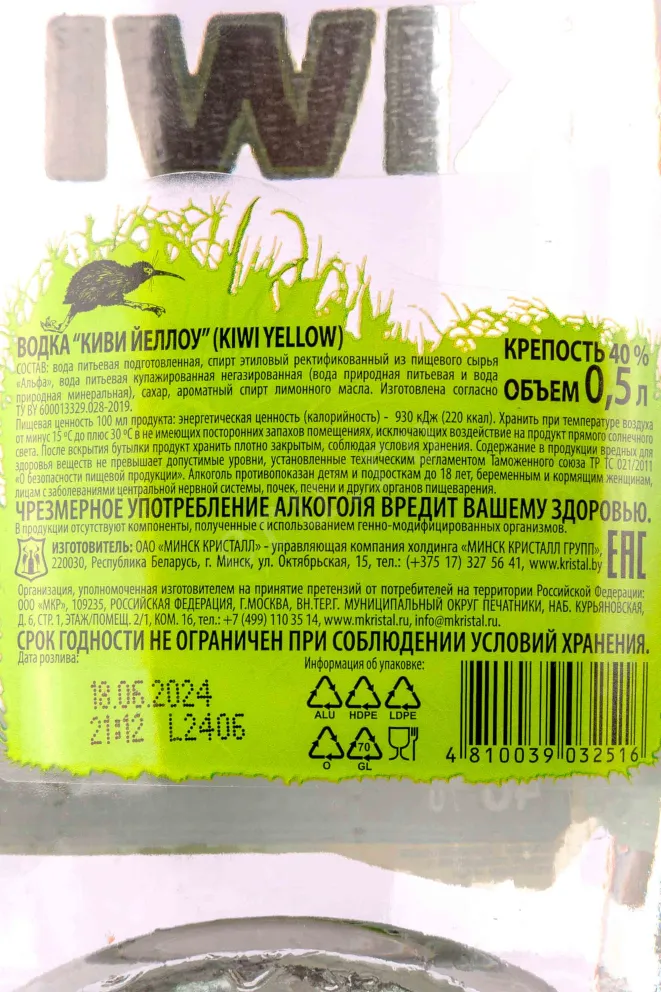 IWI
ВОДКА "КИВИ ЙЕЛЛОУ" (KIWI YELLOW)
КРЕПОСТЬ 40 %
ОБЪЕМ 0,5 л
СОСТАВ: вода питьевая подготовленная, спирт этиловый ректификованный из пищевого сырья
«Альфа», вода питьевая купажированная негазированная (вода природная питьевая и вода
природная минеральная), сахар, ароматный спирт лимонного масла. Изготовлена согласно
ТУ BY 600013329.028-2019.
Пищевая ценность 100 мл продукта: энергетическая ценность (калорийность) - 930 кДж (220 ккал). Хранить при температуре воздуха
от минус 15 °С до плюс 30 °С в не имеющих посторонних запахов помещениях, исключающих воздействие на продукт прямого солнечного
света. После вскрытия бутылки продукт хранить плотно закрытым, соблюдая условия хранения. Содержание в продукции вредных для
здоровья веществ не превышает допустимые уровни, установленные техническим регламентом Таможенного союза ТР ТС 021/2011
«О безопасности пищевой продукции». Алкоголь противопоказан детям и подросткам до 18 лет, беременным и кормящим женщинам,
лицам с заболеваниями центральной нервной системы, почек, печени и других органов пищеварения.
ЧРЕЗМЕРНОЕ УПОТРЕБЛЕНИЕ АЛКОГОЛЯ ВРЕДИТ ВАШЕМУ ЗДОРОВЬЮ.
В продукции отсутствуют компоненты, полученные с использованием генно-модифицированных организмов.
ИЗГОТОВИТЕЛЬ: ОАО «МИНСК КРИСТАЛЛ» - управляющая компания холдинга «МИНСК КРИСТАЛЛ ГРУПП»,
220030, Республика Беларусь, г. Минск, ул. Октябрьская, 15, тел.: (+375 17) 327 56 41, www.kristal.by
EAC
Организация, уполномоченная изготовителем на принятие претензий от потребителей на территории Российской Федерации:
ООО «МКР», 109235, РОССИЙСКАЯ ФЕДЕРАЦИЯ, Г.МОСКВА, ВН.ТЕР.Г. МУНИЦИПАЛЬНЫЙ ОКРУГ ПЕЧАТНИКИ, НАБ. КУРЬЯНОВСКАЯ,
Д. 6, СТР. 1, ЭТАЖ/ПОМЕЩ. 2/1, КОМ. 16, тел.: +7 (499) 110 35 14, www.mkristal.ru, info@mkristal.ru.
СРОК ГОДНОСТИ НЕ ОГРАНИЧЕН ПРИ СОБЛЮДЕНИИ УСЛОВИЙ ХРАНЕНИЯ.
Дата розлива:
Информация об упаковке:
18.06.2024
21:12 L2406
ALU HDPE LDPE
O 70 GL
4 810039 032516